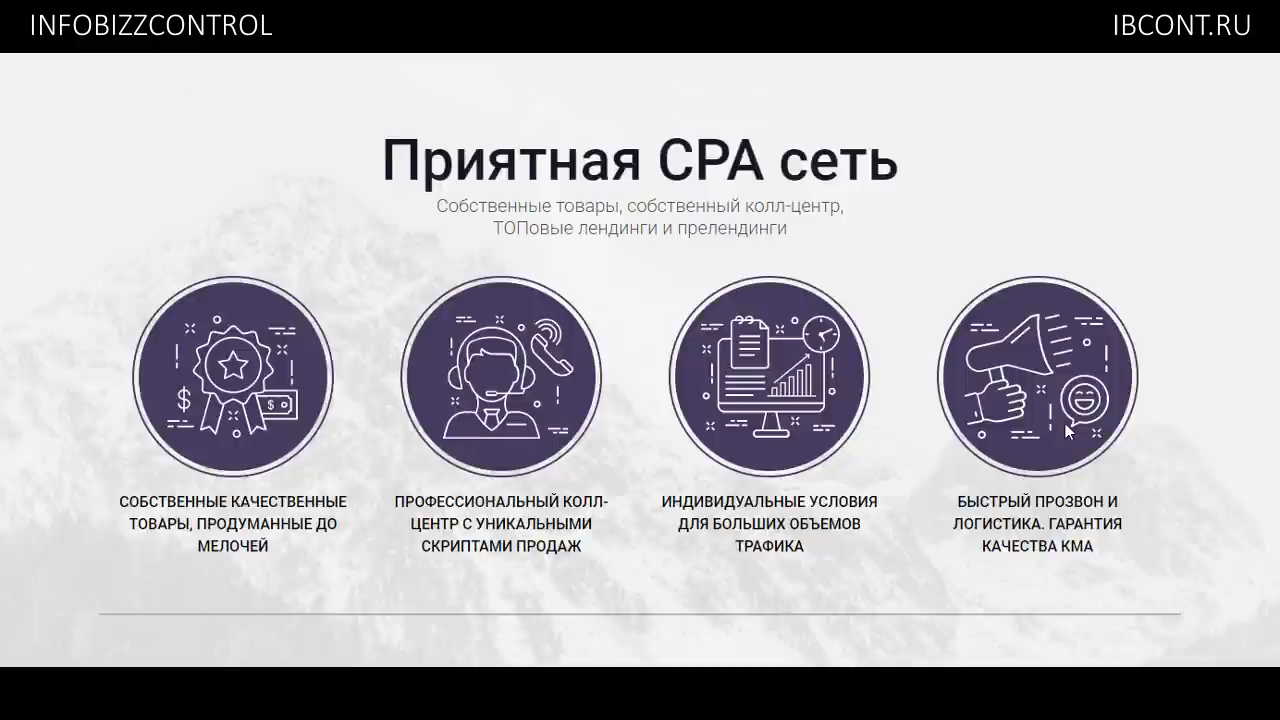 INFOBIZZCONTROL
IBCONT.RU
Приятная CPA сеть
Собственные товары, собственный колл-центр,
ТОПовые лендинги и прелендинги
$
$
СОБСТВЕННЫЕ КАЧЕСТВЕННЫЕ
ТОВАРЫ, ПРОДУМАННЫЕ ДО
МЕЛОЧЕЙ
ПРОФЕССИОНАЛЬНЫЙ КОЛЛ-
ЦЕНТР С УНИКАЛЬНЫМИ
СКРИПТАМИ ПРОДАЖ
ИНДИВИДУАЛЬНЫЕ УСЛОВИЯ
ДЛЯ БОЛЬШИХ ОБЪЕМОВ
ТРАФИКА
БЫСТРЫЙ ПРОЗВОН И
ЛОГИСТИКА. ГАРАНТИЯ
КАЧЕСТВА КМА